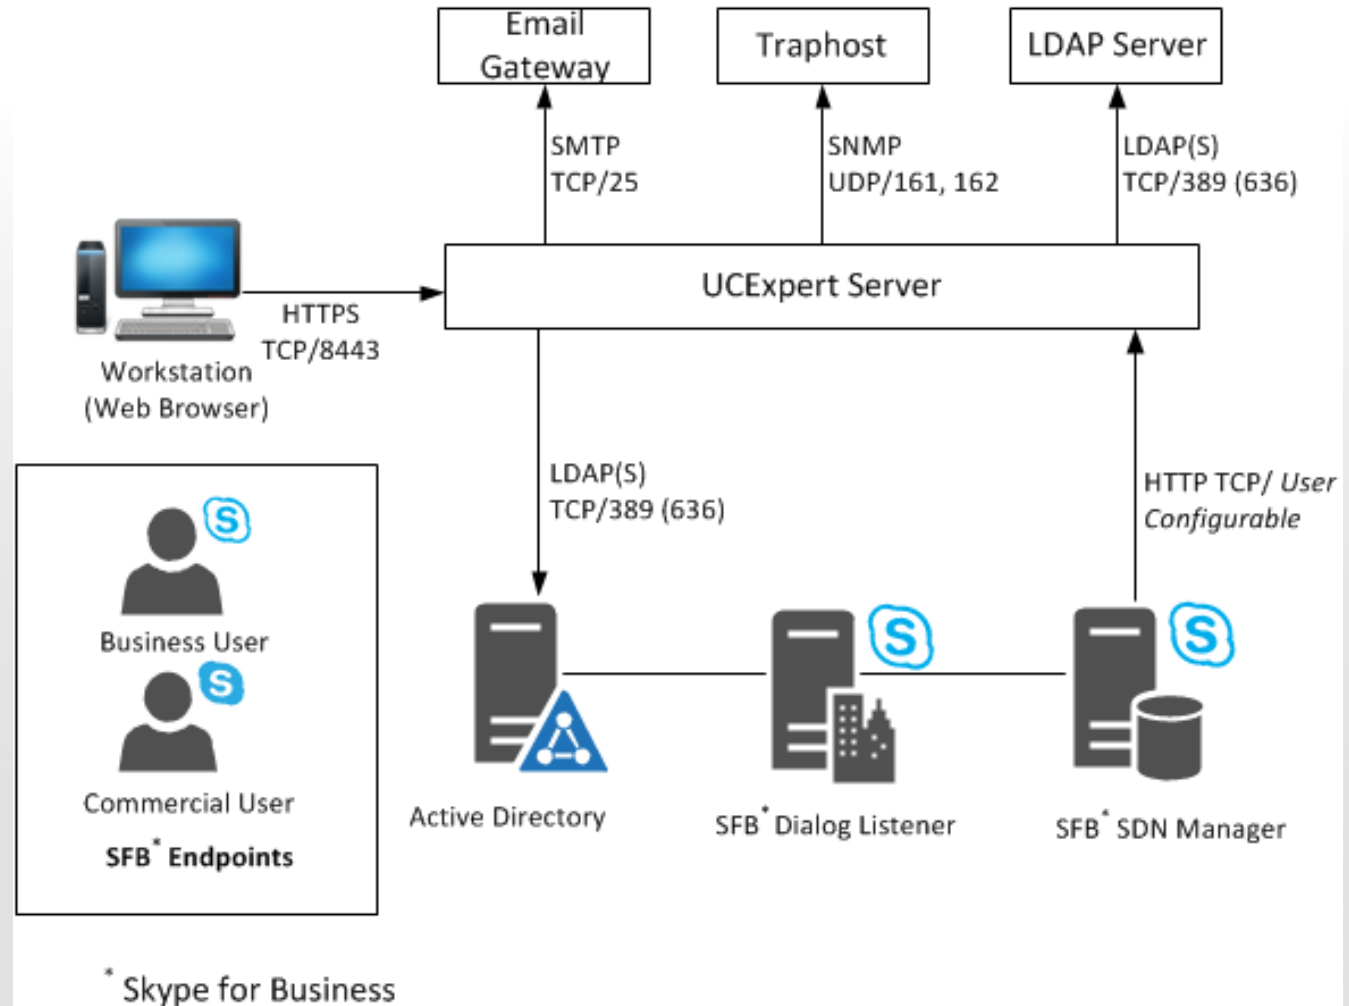 Email
Gateway
Traphost
LDAP Server
SMTP
TCP/25
SNMP
UDP/161, 162
LDAP(S)
TCP/389 (636)
UCExpert Server
HTTPS
TCP/8443
Workstation
(Web Browser)
LDAP(S)
TCP/389 (636)
HTTP TCP/ User
Configurable
S
Business User
S
Commercial User
SFB* Endpoints
Active Directory
S
SFB* Dialog Listener
S
SFB* SDN Manager
* Skype for Business